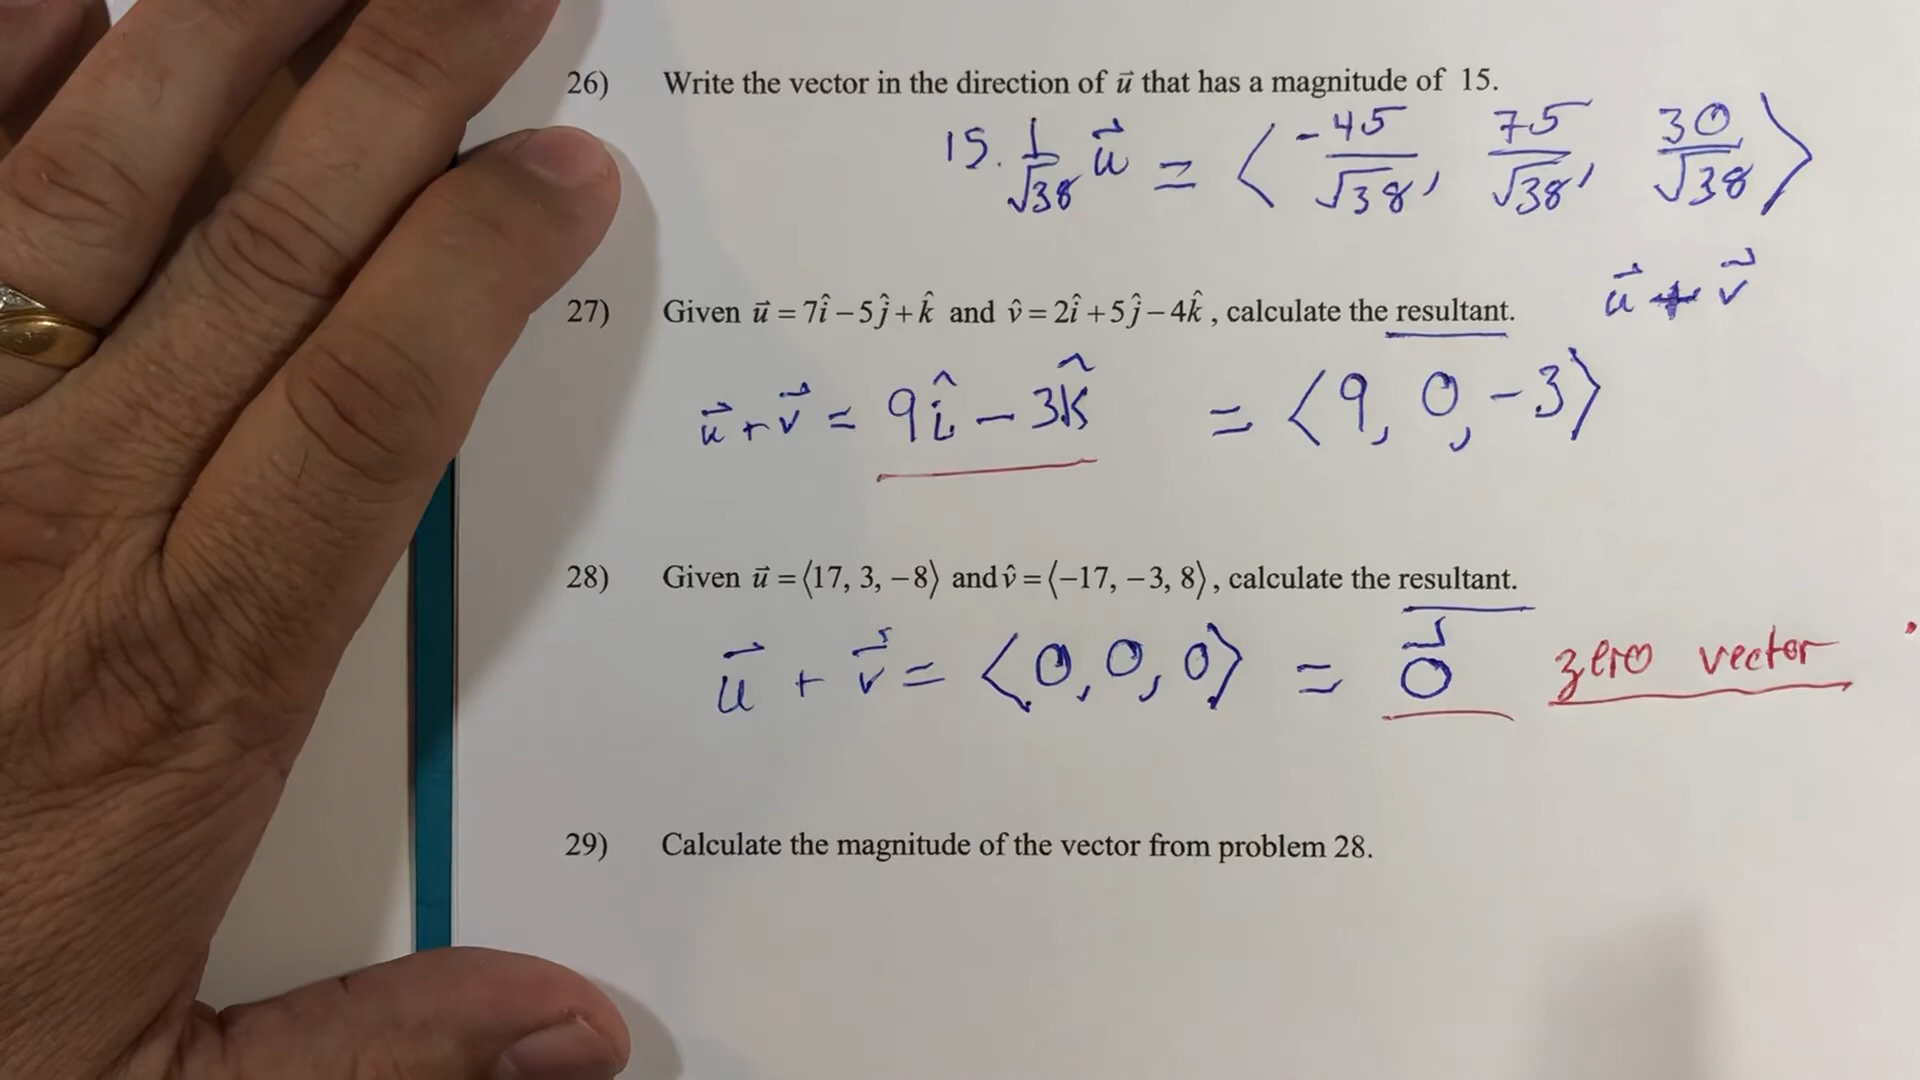 26) Write the vector in the direction of u⃗ that has a magnitude of 15.
15 · 1/√38 u⃗ = ⟨-45/√38, 75/√38, 30/√38⟩
27) Given u⃗ = 7î − 5ĵ + k̂ and v̂ = 2î + 5ĵ − 4k̂, calculate the resultant. u⃗ + v⃗
u⃗ + v⃗ = 9î − 3k̂ = ⟨9, 0, −3⟩
28) Given u⃗ = ⟨17, 3, −8⟩ and v̂ = ⟨−17, −3, 8⟩, calculate the resultant.
u⃗ + v⃗ = ⟨0, 0, 0⟩ = 0⃗ zero vector
29) Calculate the magnitude of the vector from problem 28.